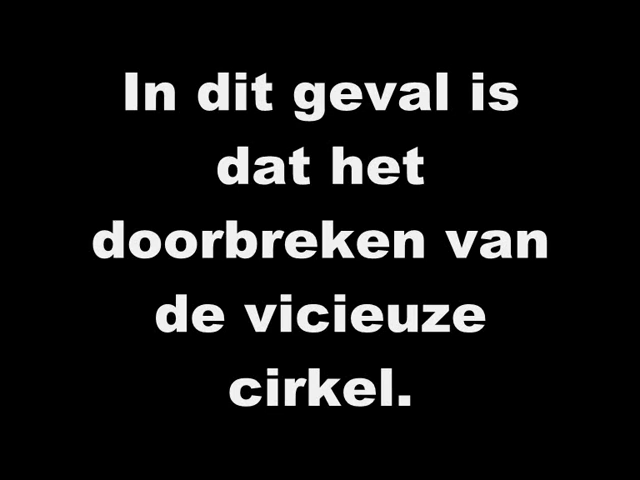 In dit geval is
dat het
doorbreken van
de vicieuze
cirkel.